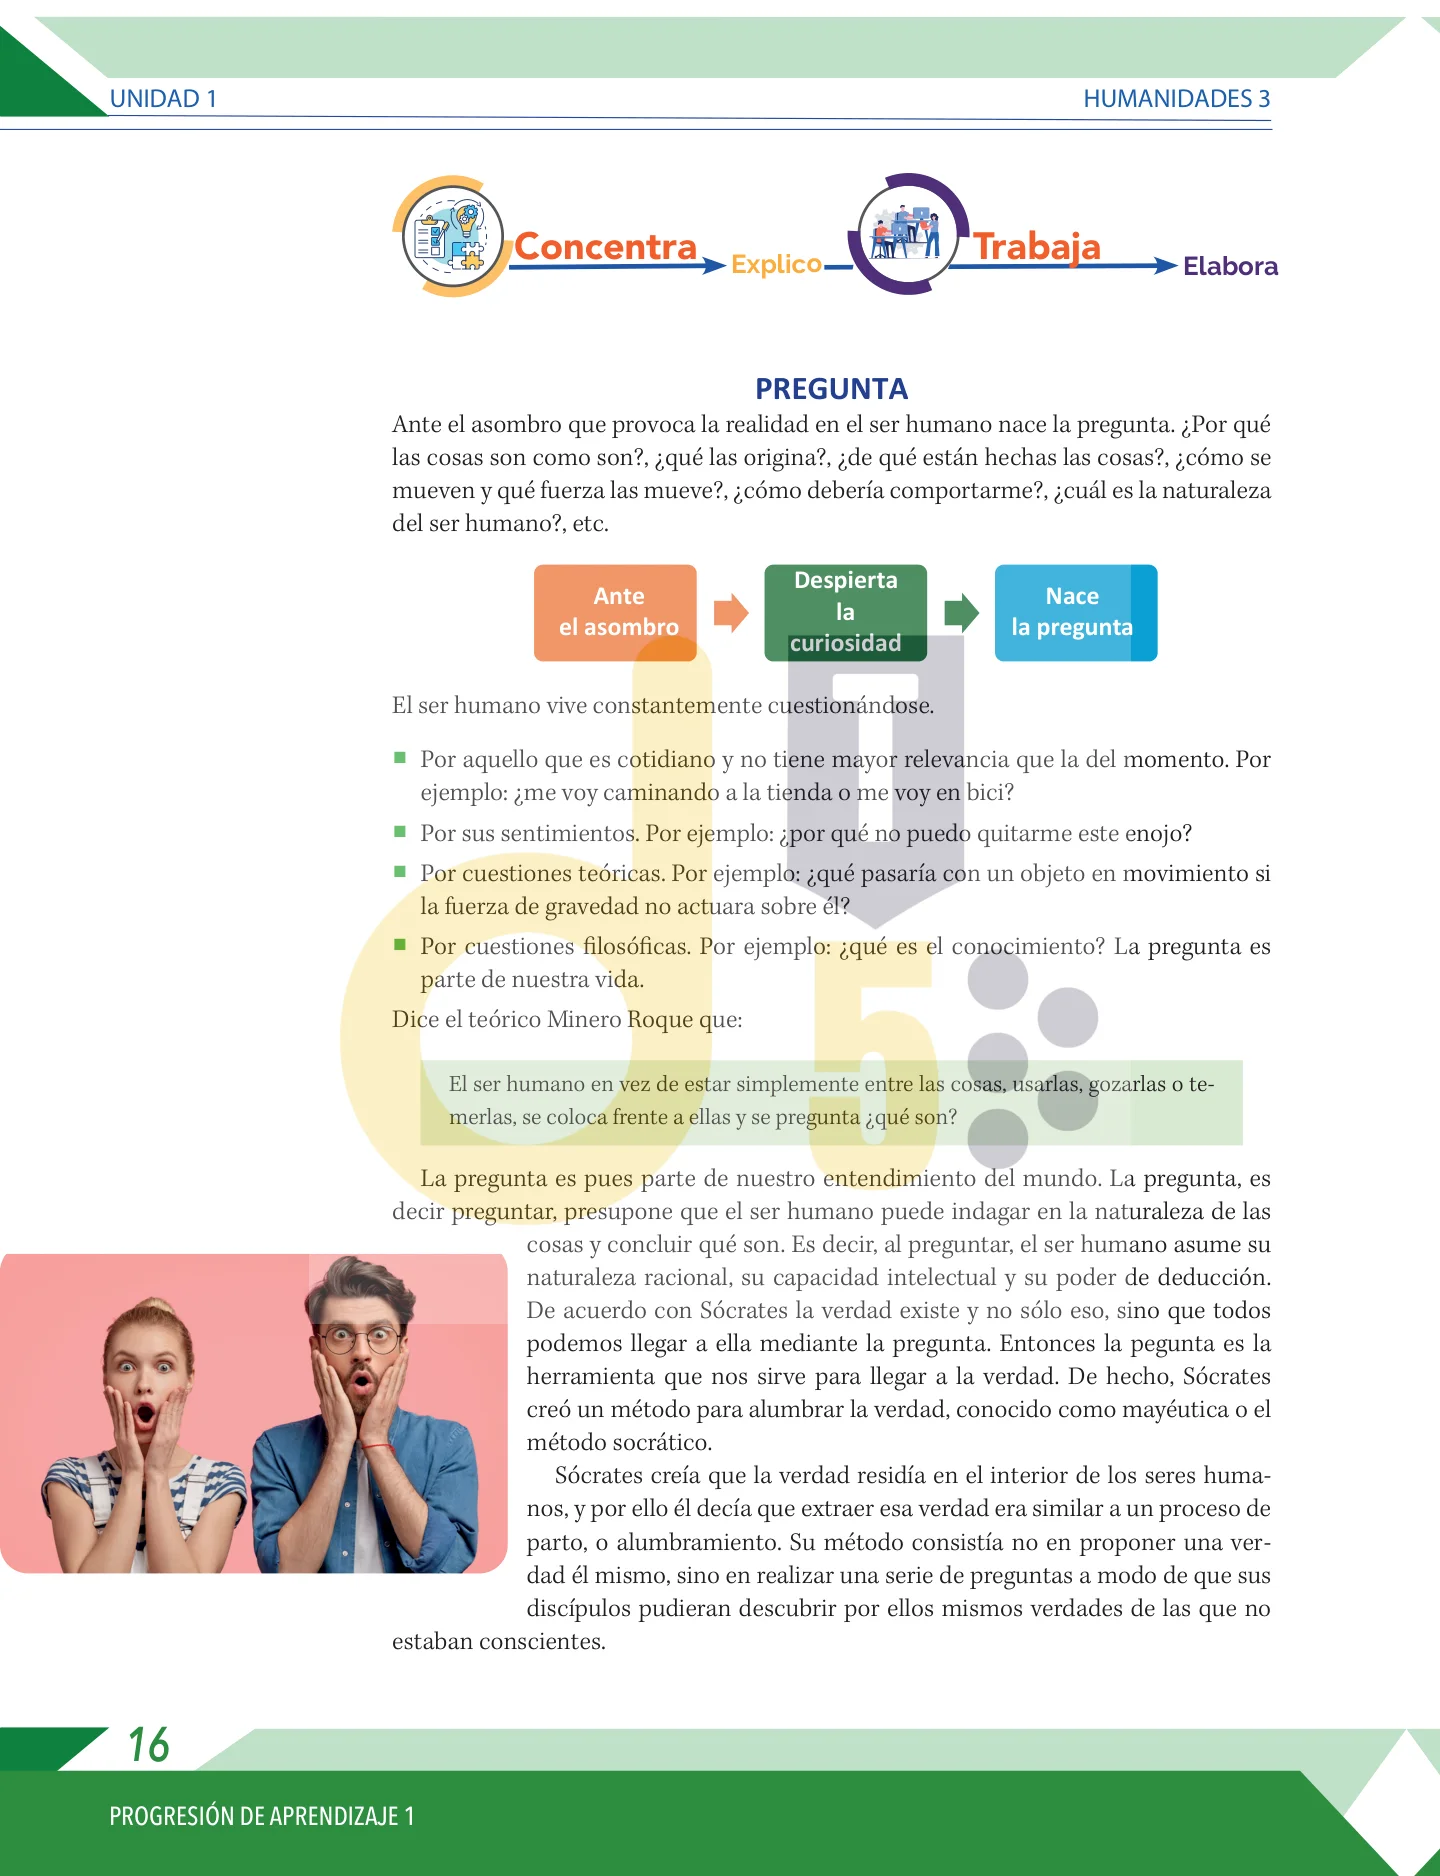 UNIDAD 1
HUMANIDADES 3
Concentra
Explico
Trabaja
Elabora
PREGUNTA
Ante el asombro que provoca la realidad en el ser humano nace la pregunta. ¿Por qué
las cosas son como son?, ¿qué las origina?, ¿de qué están hechas las cosas?, ¿cómo se
mueven y qué fuerza las mueve?, ¿cómo debería comportarme?, ¿cuál es la naturaleza
del ser humano?, etc.
Ante
el asombro
Despierta
la
curiosidad
Nace
la pregunta
El ser humano vive constantemente cuestionándose.
Por aquello que es cotidiano y no tiene mayor relevancia que la del momento. Por
ejemplo: ¿me voy caminando a la tienda o me voy en bici?
Por sus sentimientos. Por ejemplo: ¿por qué no puedo quitarme este enojo?
Por cuestiones teóricas. Por ejemplo: ¿qué pasaría con un objeto en movimiento si
la fuerza de gravedad no actuara sobre él?
Por cuestiones filosóficas. Por ejemplo: ¿qué es el conocimiento? La pregunta es
parte de nuestra vida.
Dice el teórico Minero Roque que:
El ser humano en vez de estar simplemente entre las cosas, usarlas, gozarlas o te-
merlas, se coloca frente a ellas y se pregunta ¿qué son?
La pregunta es pues parte de nuestro entendimiento del mundo. La pregunta, es
decir preguntar, presupone que el ser humano puede indagar en la naturaleza de las
cosas y concluir qué son. Es decir, al preguntar, el ser humano asume su
naturaleza racional, su capacidad intelectual y su poder de deducción.
De acuerdo con Sócrates la verdad existe y no sólo eso, sino que todos
podemos llegar a ella mediante la pregunta. Entonces la pegunta es la
herramienta que nos sirve para llegar a la verdad. De hecho, Sócrates
creó un método para alumbrar la verdad, conocido como mayéutica o el
método socrático.
Sócrates creía que la verdad residía en el interior de los seres huma-
nos, y por ello él decía que extraer esa verdad era similar a un proceso de
parto, o alumbramiento. Su método consistía no en proponer una ver-
dad él mismo, sino en realizar una serie de preguntas a modo de que sus
discípulos pudieran descubrir por ellos mismos verdades de las que no
estaban conscientes.
16
PROGRESIÓN DE APRENDIZAJE 1